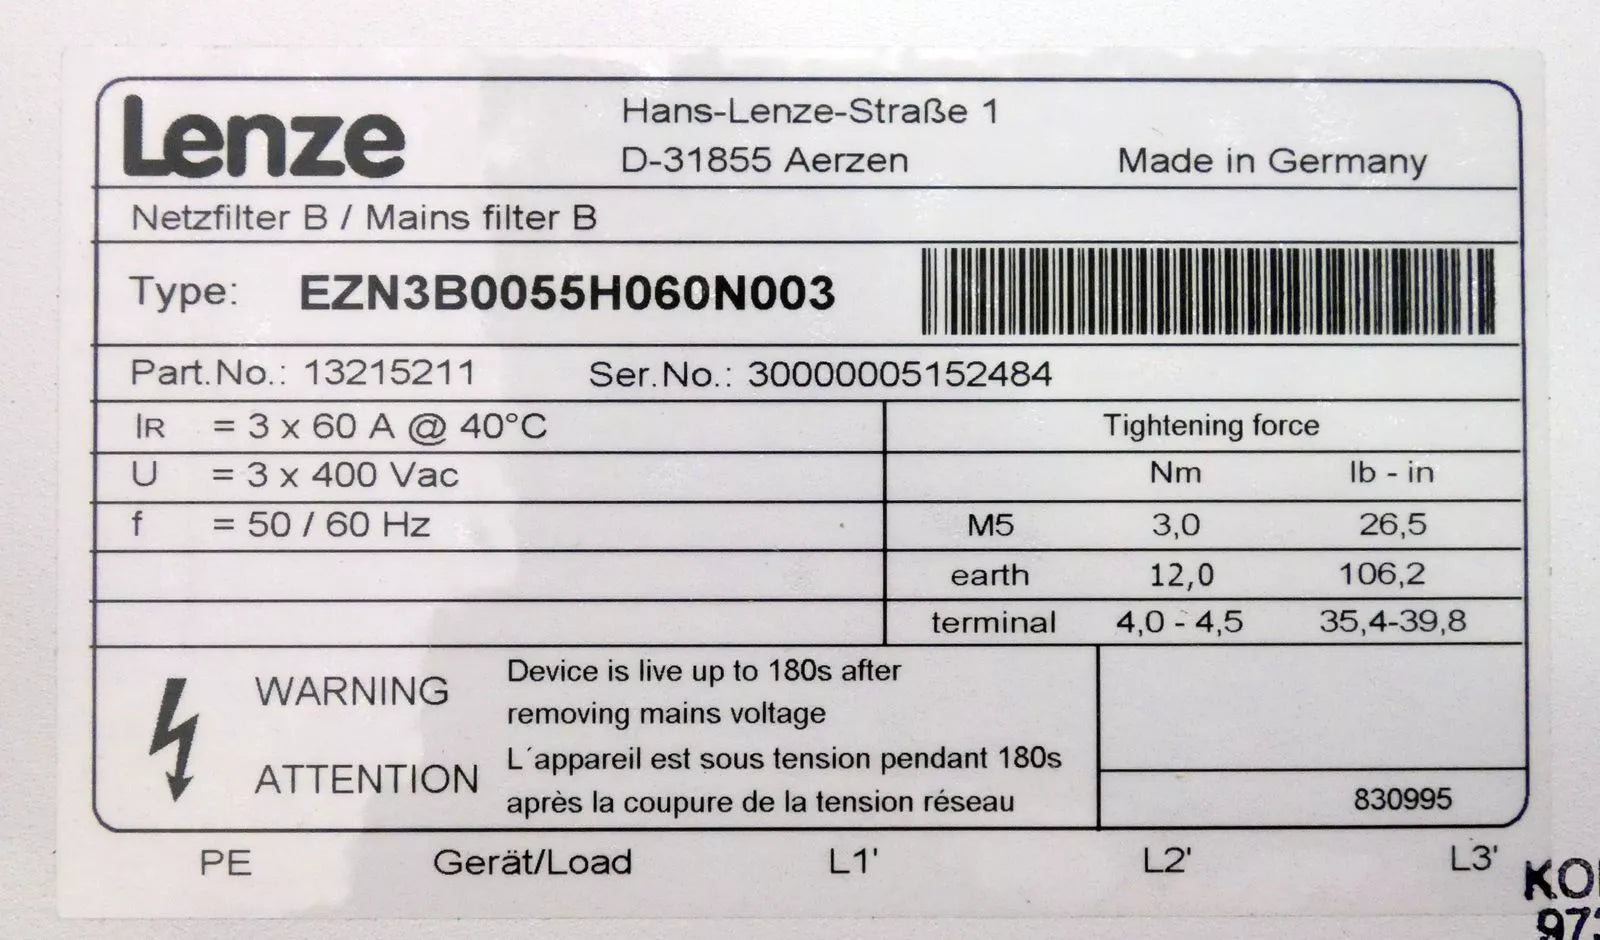 Lenze
Hans-Lenze-Straße 1
D-31855 Aerzen
Made in Germany
Netzfilter B / Mains filter B
Type: EZN3B0055H060N003
Part.No.: 13215211 Ser.No.: 30000005152484
IR = 3 x 60 A @ 40°C
U = 3 x 400 Vac
f = 50 / 60 Hz
Tightening force
Nm lb - in
M5 3,0 26,5
earth 12,0 106,2
terminal 4,0 - 4,5 35,4-39,8
WARNING
Device is live up to 180s after
removing mains voltage
ATTENTION
L´appareil est sous tension pendant 180s
après la coupure de la tension réseau
830995
PE Gerät/Load L1' L2' L3'